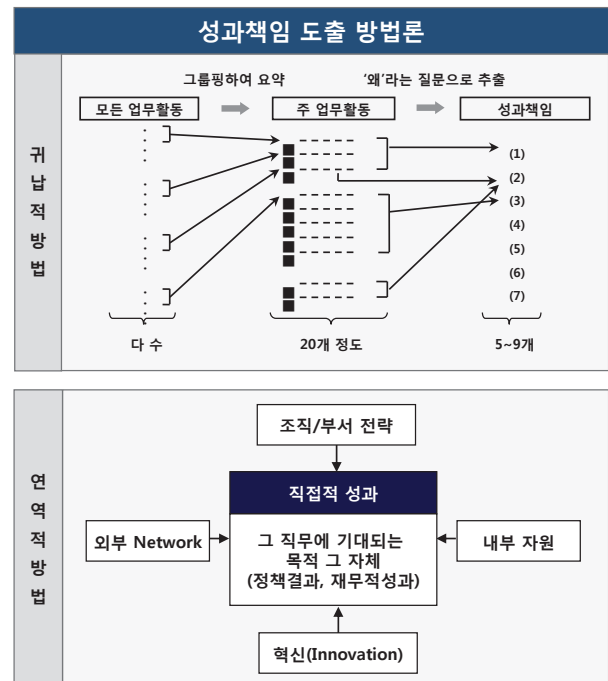 성과책임 도출 방법론
귀납적방법
그룹핑하여 요약
'왜'라는 질문으로 추출
모든 업무활동
주 업무활동
성과책임
(1)
(2)
(3)
(4)
(5)
(6)
(7)
다 수
20개 정도
5~9개
연역적방법
조직/부서 전략
직접적 성과
외부 Network
그 직무에 기대되는
목적 그 자체
(정책결과, 재무적성과)
내부 자원
혁신(Innovation)